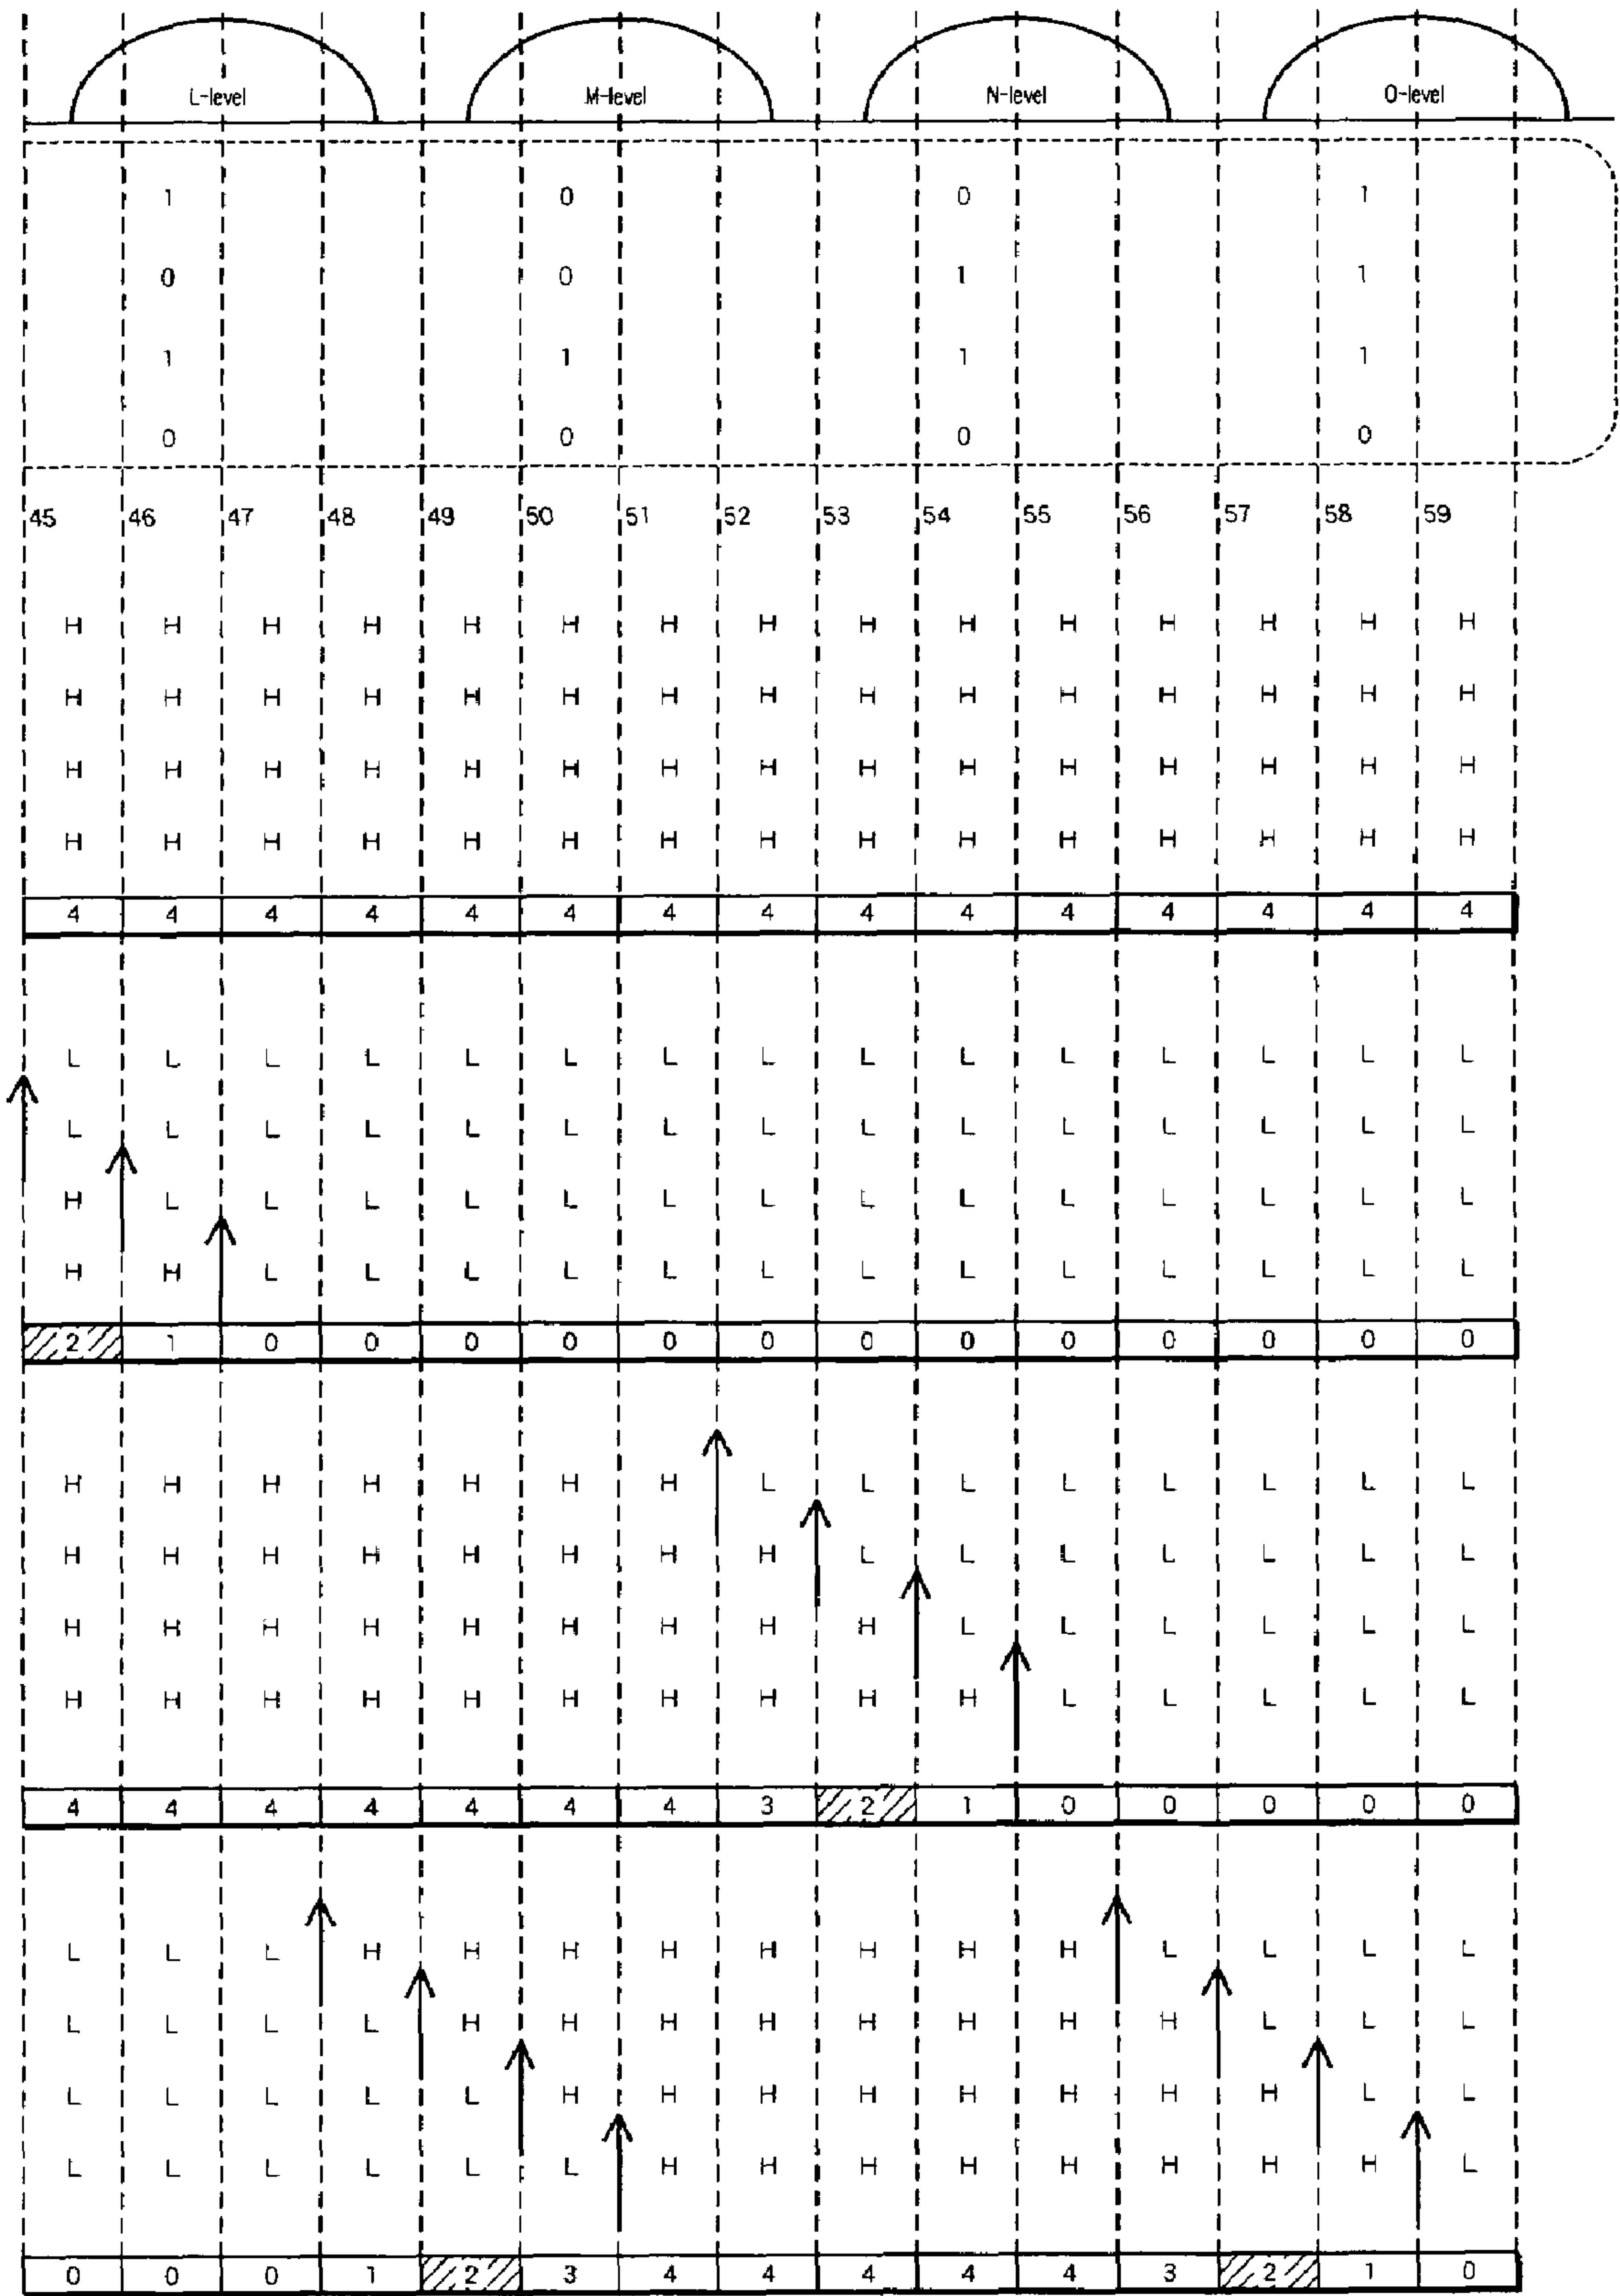 L-level M-level N-level O-level
1 0 0 1
0 0 1 1
1 1 1 1
0 0 0 0
45 46 47 48 49 50 51 52 53 54 55 56 57 58 59
H H H H H H H H H H H H H H H
H H H H H H H H H H H H H H H
H H H H H H H H H H H H H H H
H H H H H H H H H H H H H H H
4 4 4 4 4 4 4 4 4 4 4 4 4 4 4
L L L L L L L L L L L L L L L
L L L L L L L L L L L L L L L
H L L L L L L L L L L L L L L
H H L L L L L L L L L L L L L
2 1 0 0 0 0 0 0 0 0 0 0 0 0 0
H H H H H H H L L L L L L L L
H H H H H H H H L L L L L L L
H H H H H H H H H L L L L L L
H H H H H H H H H H L L L L L
4 4 4 4 4 4 4 3 2 1 0 0 0 0 0
L L L H H H H H H H H L L L L
L L L L H H H H H H H H L L L
L L L L L H H H H H H H H L L
L L L L L L H H H H H H H H L
0 0 0 1 2 3 4 4 4 4 4 3 2 1 0